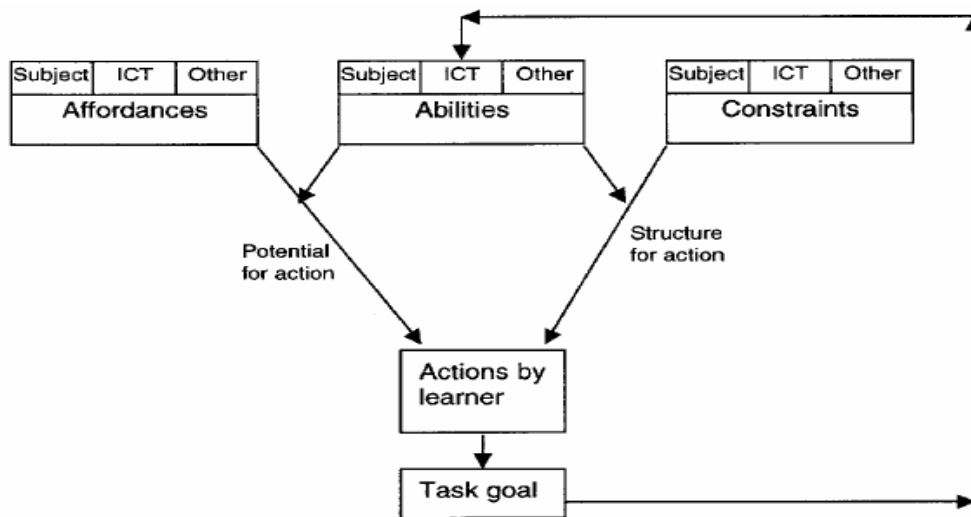 Subject ICT Other
Affordances
Subject ICT Other
Abilities
Subject ICT Other
Constraints
Potential
for action
Structure
for action
Actions by
learner
Task goal